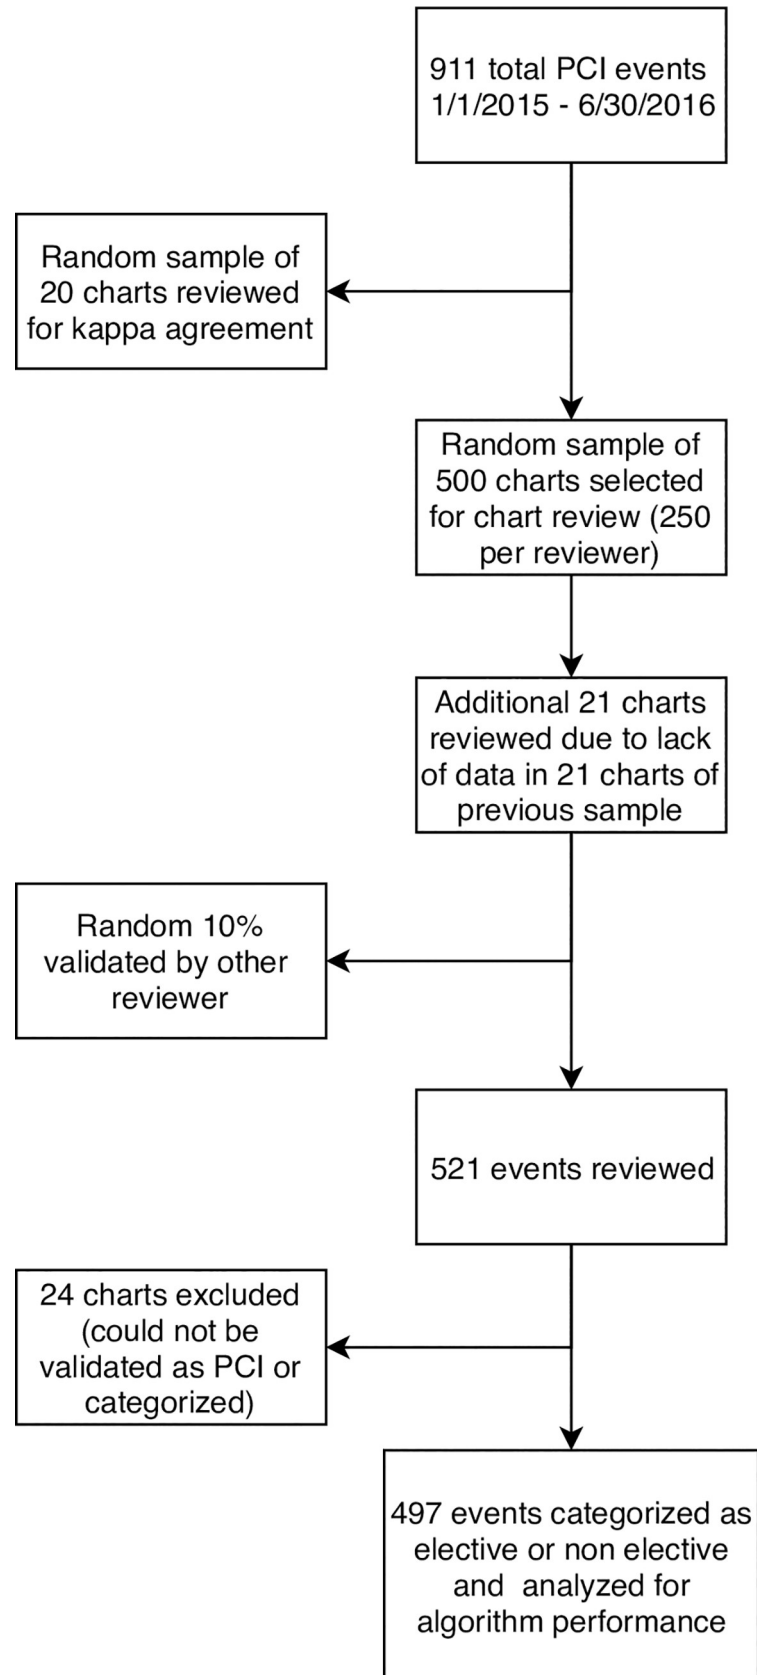 911 total PCI events
1/1/2015 - 6/30/2016
Random sample of
20 charts reviewed
for kappa agreement
Random sample of
500 charts selected
for chart review (250
per reviewer)
Additional 21 charts
reviewed due to lack
of data in 21 charts of
previous sample
Random 10%
validated by other
reviewer
521 events reviewed
24 charts excluded
(could not be
validated as PCI or
categorized)
497 events categorized as
elective or non elective
and analyzed for
algorithm performance